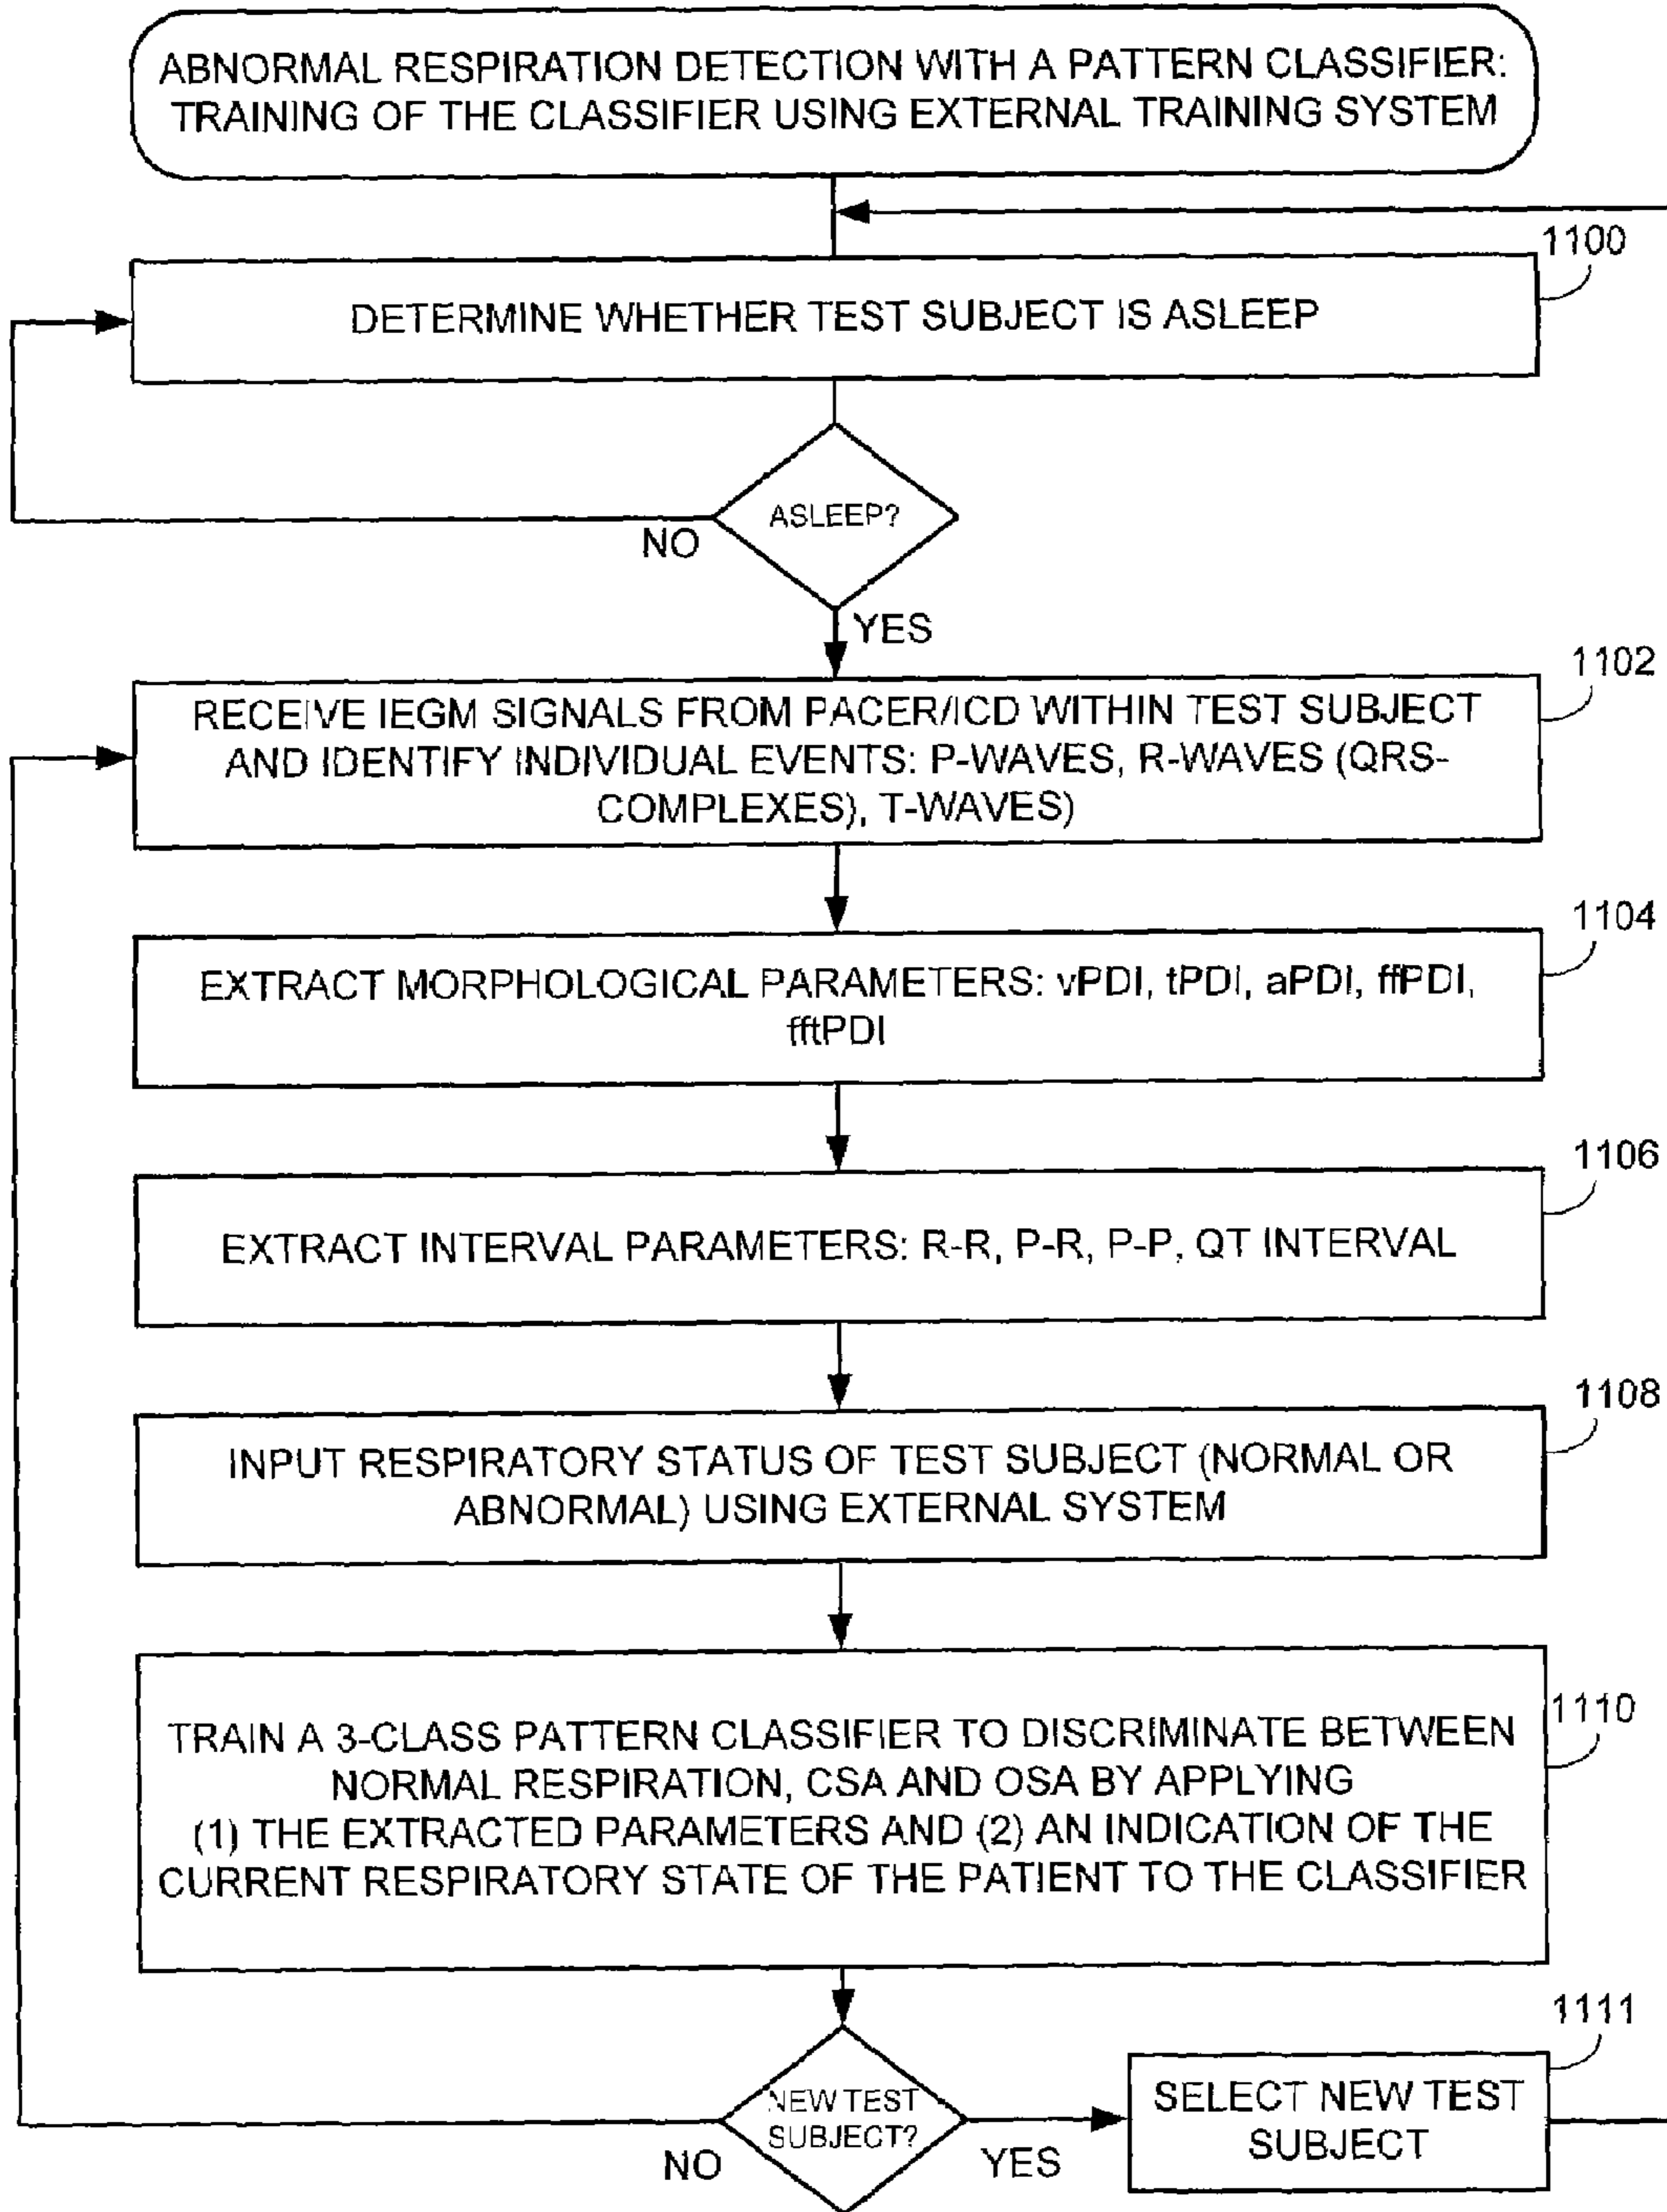 ABNORMAL RESPIRATION DETECTION WITH A PATTERN CLASSIFIER:
TRAINING OF THE CLASSIFIER USING EXTERNAL TRAINING SYSTEM
1100
DETERMINE WHETHER TEST SUBJECT IS ASLEEP
ASLEEP?
NO
YES
1102
RECEIVE IEGM SIGNALS FROM PACER/ICD WITHIN TEST SUBJECT
AND IDENTIFY INDIVIDUAL EVENTS: P-WAVES, R-WAVES (QRS-
COMPLEXES), T-WAVES)
1104
EXTRACT MORPHOLOGICAL PARAMETERS: vPDI, tPDI, aPDI, ffPDI,
fftPDI
1106
EXTRACT INTERVAL PARAMETERS: R-R, P-R, P-P, QT INTERVAL
1108
INPUT RESPIRATORY STATUS OF TEST SUBJECT (NORMAL OR
ABNORMAL) USING EXTERNAL SYSTEM
1110
TRAIN A 3-CLASS PATTERN CLASSIFIER TO DISCRIMINATE BETWEEN
NORMAL RESPIRATION, CSA AND OSA BY APPLYING
(1) THE EXTRACTED PARAMETERS AND (2) AN INDICATION OF THE
CURRENT RESPIRATORY STATE OF THE PATIENT TO THE CLASSIFIER
1111
NEW TEST
SUBJECT?
NO
YES
SELECT NEW TEST
SUBJECT